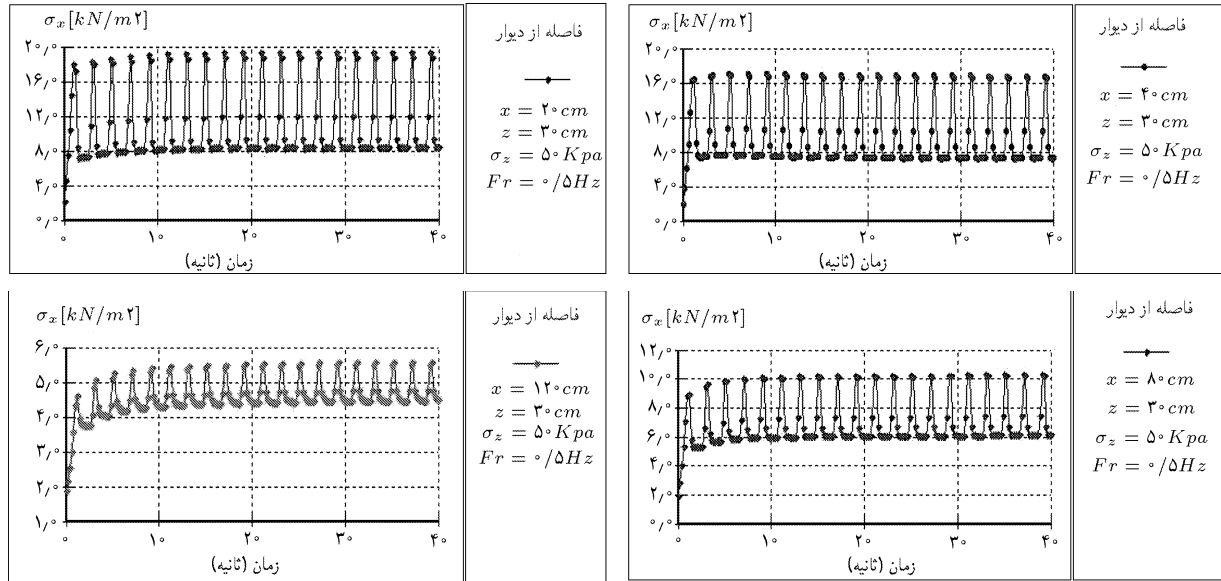 σx[kN/m۲]
۲۰٫۰
۱۶٫۰
۱۲٫۰
۸٫۰
۴٫۰
۰٫۰
۰ ۱۰ ۲۰ ۳۰ ۴۰
زمان (ثانیه)
فاصله از دیوار
x = ۲۰cm
z = ۳۰cm
σz = ۵۰Kpa
Fr = ۰/۵Hz
σx[kN/m۲]
۲۰٫۰
۱۶٫۰
۱۲٫۰
۸٫۰
۴٫۰
۰٫۰
۰ ۱۰ ۲۰ ۳۰ ۴۰
زمان (ثانیه)
فاصله از دیوار
x = ۴۰cm
z = ۳۰cm
σz = ۵۰Kpa
Fr = ۰/۵Hz
σx[kN/m۲]
۶٫۰
۵٫۰
۴٫۰
۳٫۰
۲٫۰
۱٫۰
۰ ۱۰ ۲۰ ۳۰ ۴۰
زمان (ثانیه)
فاصله از دیوار
x = ۱۲۰cm
z = ۳۰cm
σz = ۵۰Kpa
Fr = ۰/۵Hz
σx[kN/m۲]
۱۲٫۰
۱۰٫۰
۸٫۰
۶٫۰
۴٫۰
۲٫۰
۰٫۰
۰ ۱۰ ۲۰ ۳۰ ۴۰
زمان (ثانیه)
فاصله از دیوار
x = ۸۰cm
z = ۳۰cm
σz = ۵۰Kpa
Fr = ۰/۵Hz